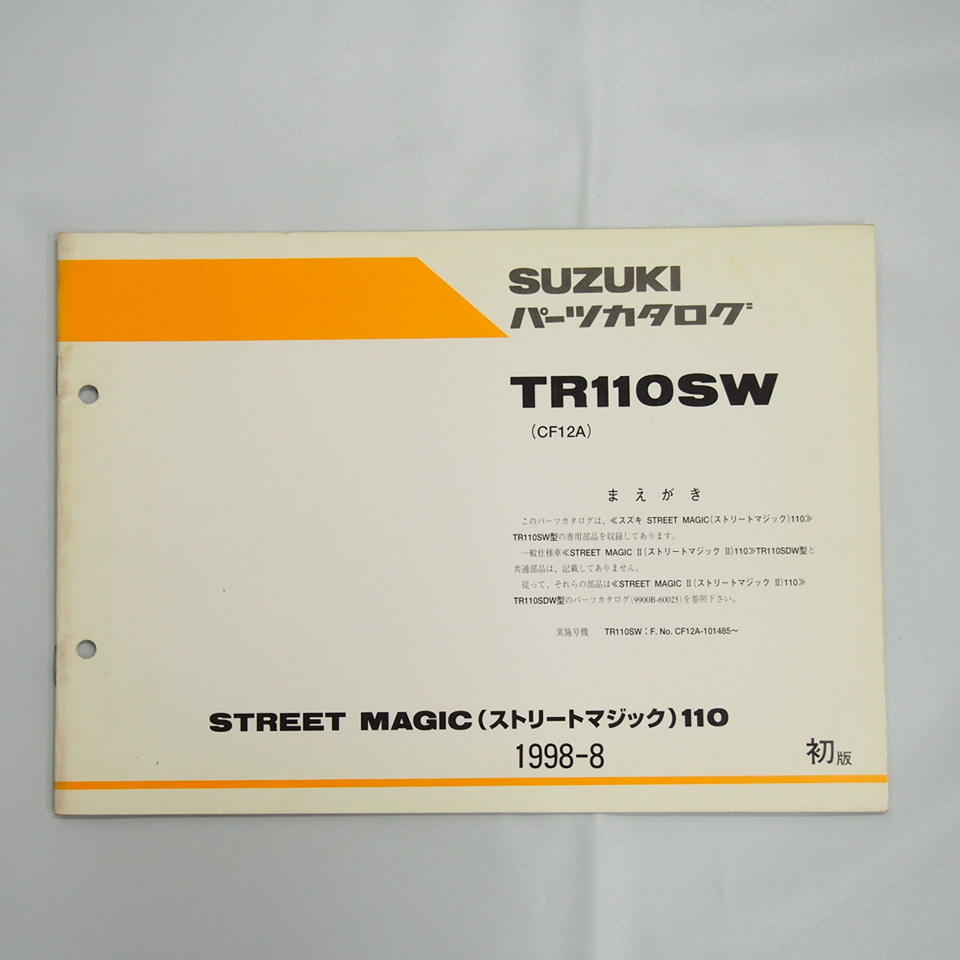 SUZUKI
パーツカタログ
TR110SW
(CF12A)
まえがき
このパーツカタログは、≪スズキ STREET MAGIC(ストリートマジック)110≫
TR110SW型の専用部品を収録してあります。
一般仕様車≪STREET MAGIC Ⅱ(ストリートマジック Ⅱ)110≫TR110SDW型と
共通部品は、記載してありません。
従って、それらの部品は≪STREET MAGIC Ⅱ(ストリートマジック Ⅱ)110≫
TR110SDW型のパーツカタログ(9900B-60025)を参照下さい。
実施号機 TR110SW:F. No. CF12A-101485~
STREET MAGIC(ストリートマジック)110
1998-8
初版